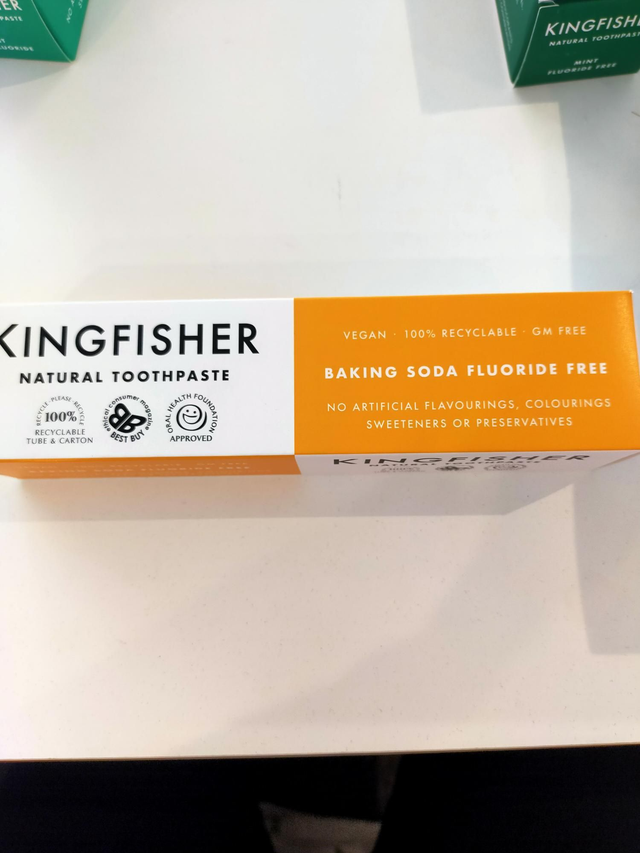 KINGFISHER
NATURAL TOOTHPASTE
MINT
FLUORIDE FREE
KINGFISHER
NATURAL TOOTHPASTE
RECYCLE · PLEASE · RECYCLE
100%
RECYCLABLE
TUBE & CARTON
ethical consumer magazine
BEST BUY
ORAL HEALTH FOUNDATION
APPROVED
VEGAN · 100% RECYCLABLE · GM FREE
BAKING SODA FLUORIDE FREE
NO ARTIFICIAL FLAVOURINGS, COLOURINGS
SWEETENERS OR PRESERVATIVES
KINGFISHER
NATURAL TOOTHPASTE